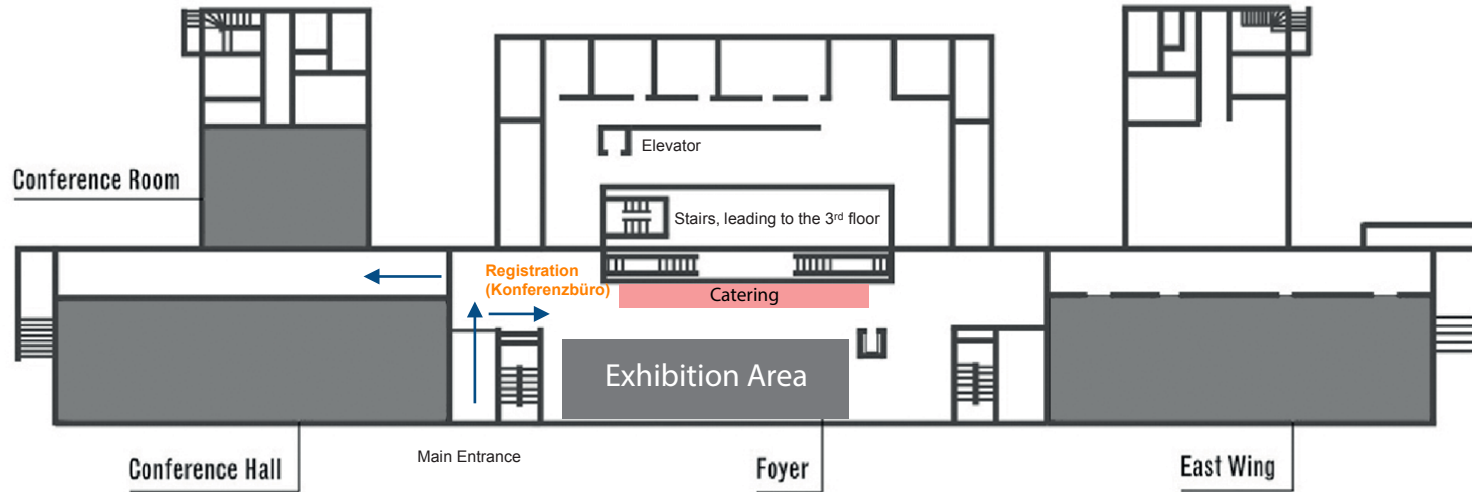 Elevator
Conference Room
Stairs, leading to the 3rd floor
Registration
(Konferenzbüro)
Catering
Exhibition Area
Main Entrance
Conference Hall
Foyer
East Wing